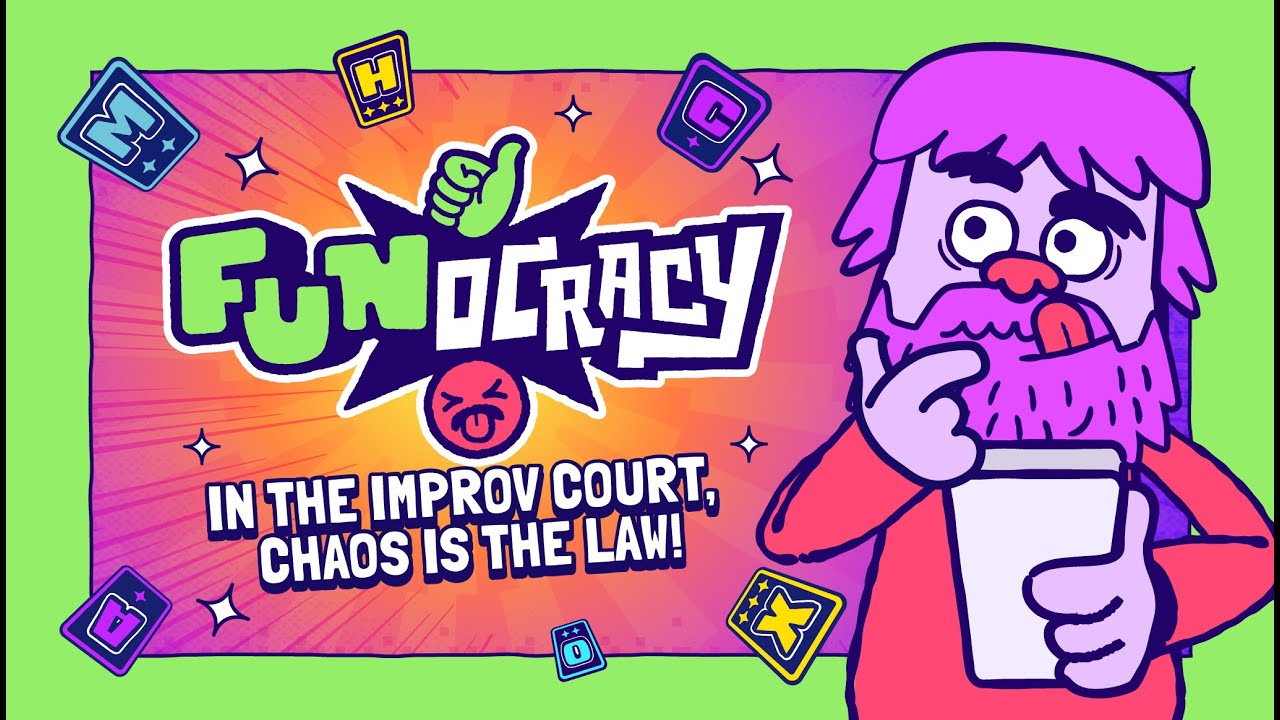 M
H
C
FUNOCRACY
IN THE IMPROV COURT,
CHAOS IS THE LAW!
A
O
X